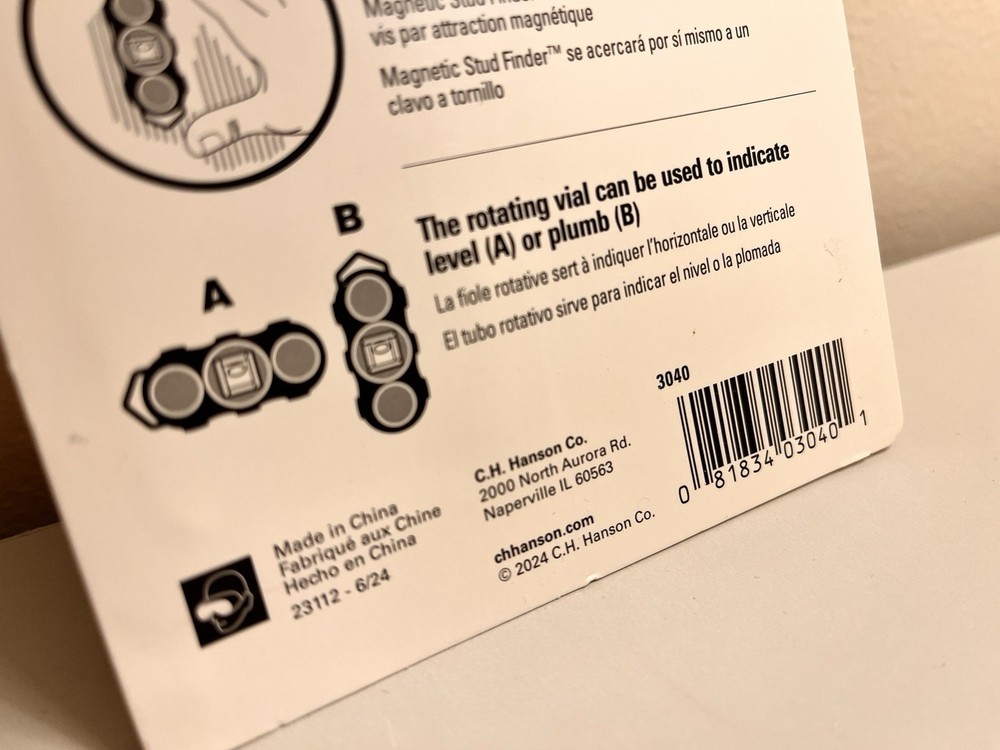 Magnetic Stud Finder
vis par attraction magnétique
Magnetic Stud Finder™ se acercará por sí mismo a un
clavo a tornillo
The rotating vial can be used to indicate
level (A) or plumb (B)
La fiole rotative sert à indiquer l'horizontale ou la verticale
El tubo rotativo sirve para indicar el nivel o la plomada
A
B
3040
0 81834 03040 1
C.H. Hanson Co.
2000 North Aurora Rd.
Naperville IL 60563
chhanson.com
© 2024 C.H. Hanson Co.
Made in China
Fabriqué aux Chine
Hecho en China
23112 - 6/24